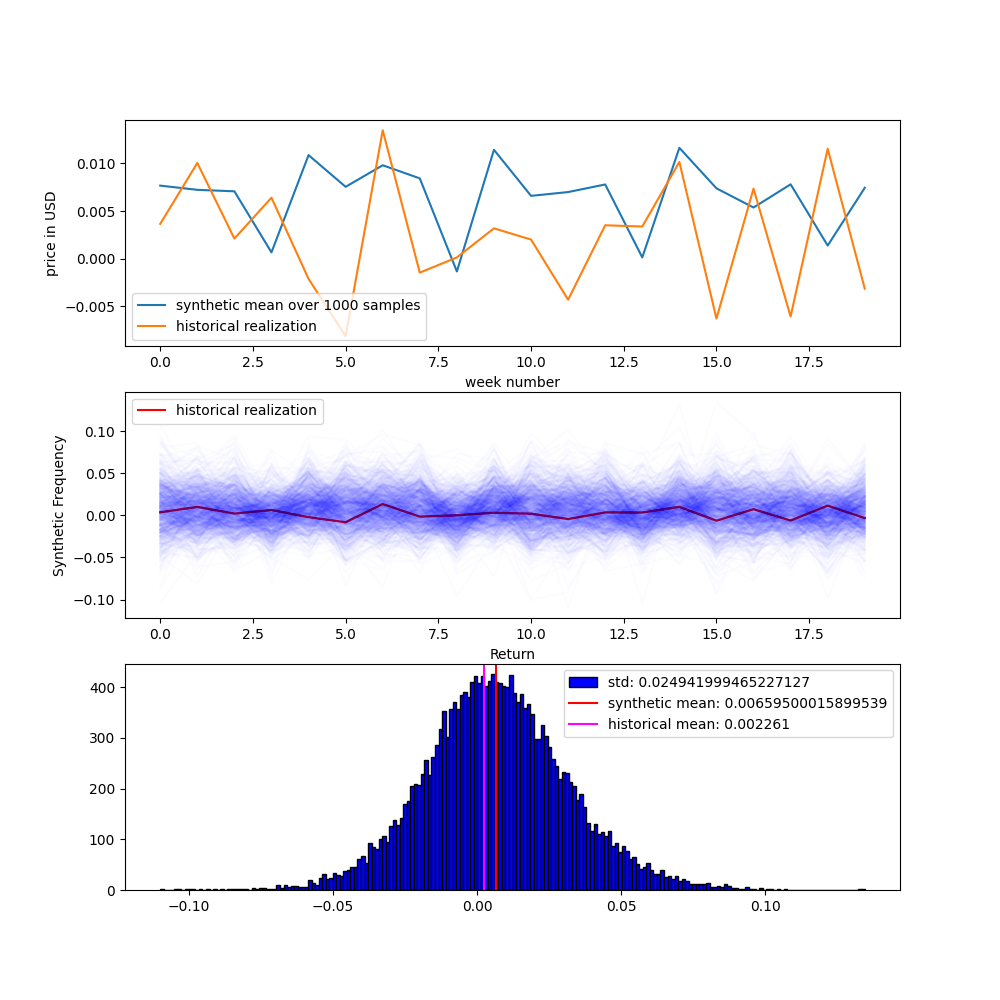 price in USD
0.010
0.005
0.000
−0.005
synthetic mean over 1000 samples
historical realization
0.0 2.5 5.0 7.5 10.0 12.5 15.0 17.5
week number
Synthetic Frequency
0.10
0.05
0.00
−0.05
−0.10
historical realization
0.0 2.5 5.0 7.5 10.0 12.5 15.0 17.5
Return
400
300
200
100
0
std: 0.024941999465227127
synthetic mean: 0.00659500015899539
historical mean: 0.002261
−0.10 −0.05 0.00 0.05 0.10